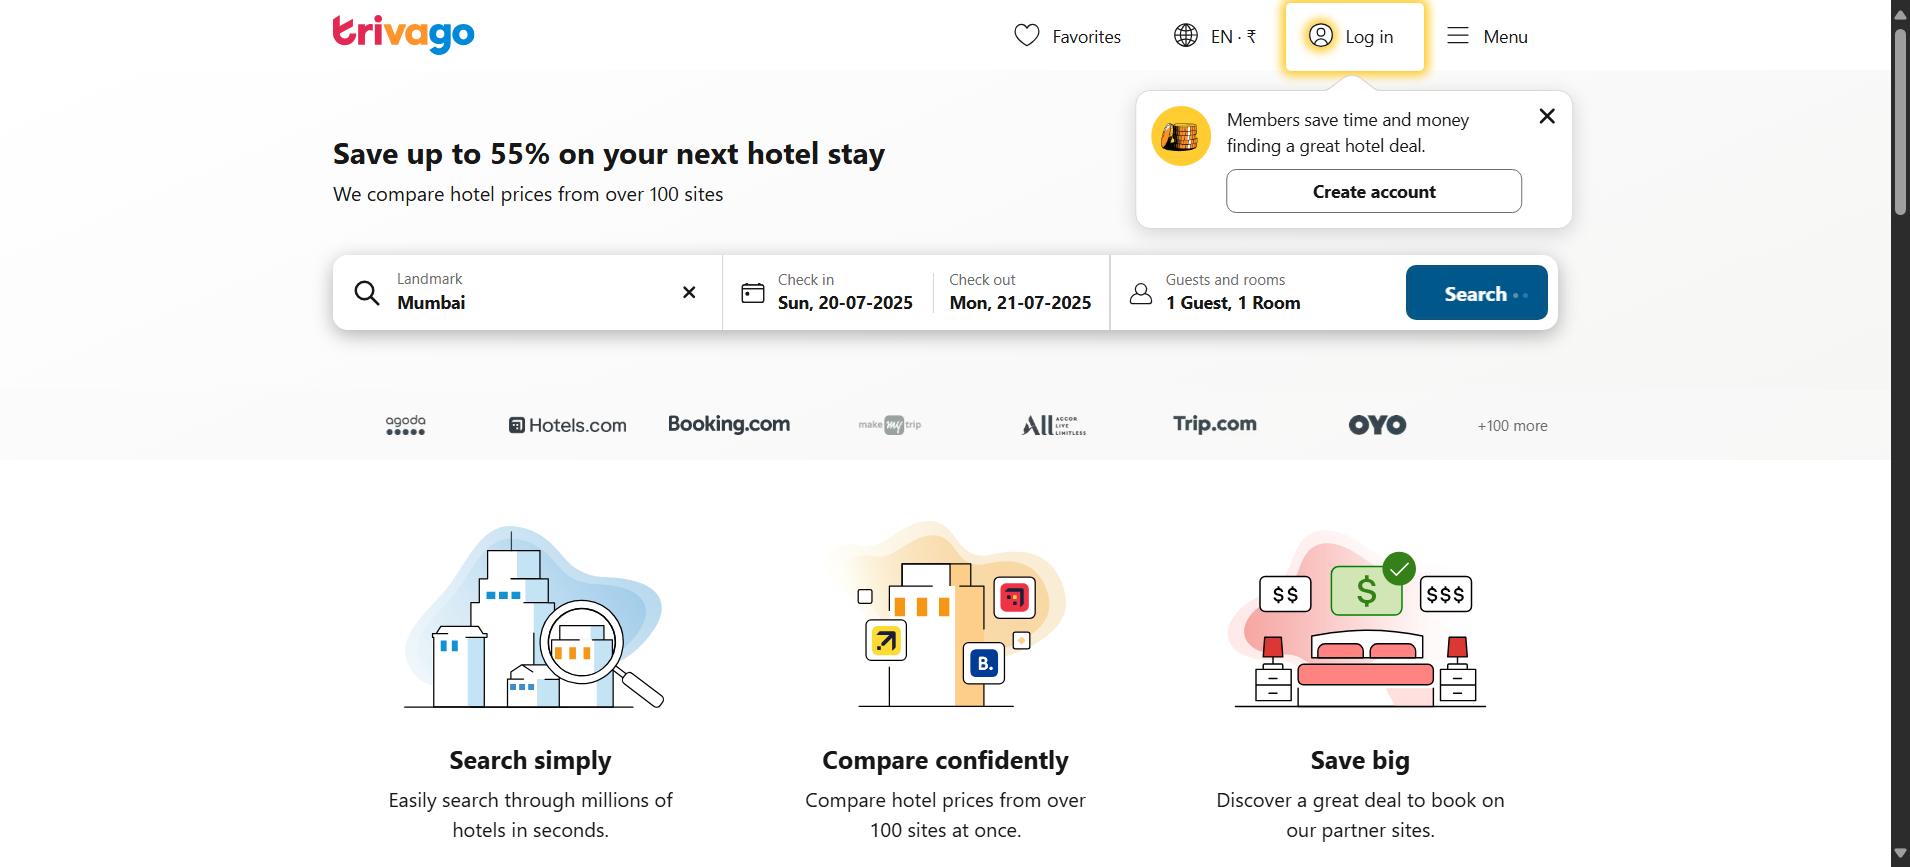 trivago
Favorites
EN · ₹
Log in
Menu
Members save time and money
finding a great hotel deal.
Create account
Save up to 55% on your next hotel stay
We compare hotel prices from over 100 sites
Landmark
Mumbai
Check in
Sun, 20-07-2025
Check out
Mon, 21-07-2025
Guests and rooms
1 Guest, 1 Room
Search
agoda
Hotels.com
Booking.com
make my trip
All ACCOR
LIVE
LIMITLESS
Trip.com
OYO
+100 more
B.
$$
$
$$$
Search simply
Easily search through millions of
hotels in seconds.
Compare confidently
Compare hotel prices from over
100 sites at once.
Save big
Discover a great deal to book on
our partner sites.